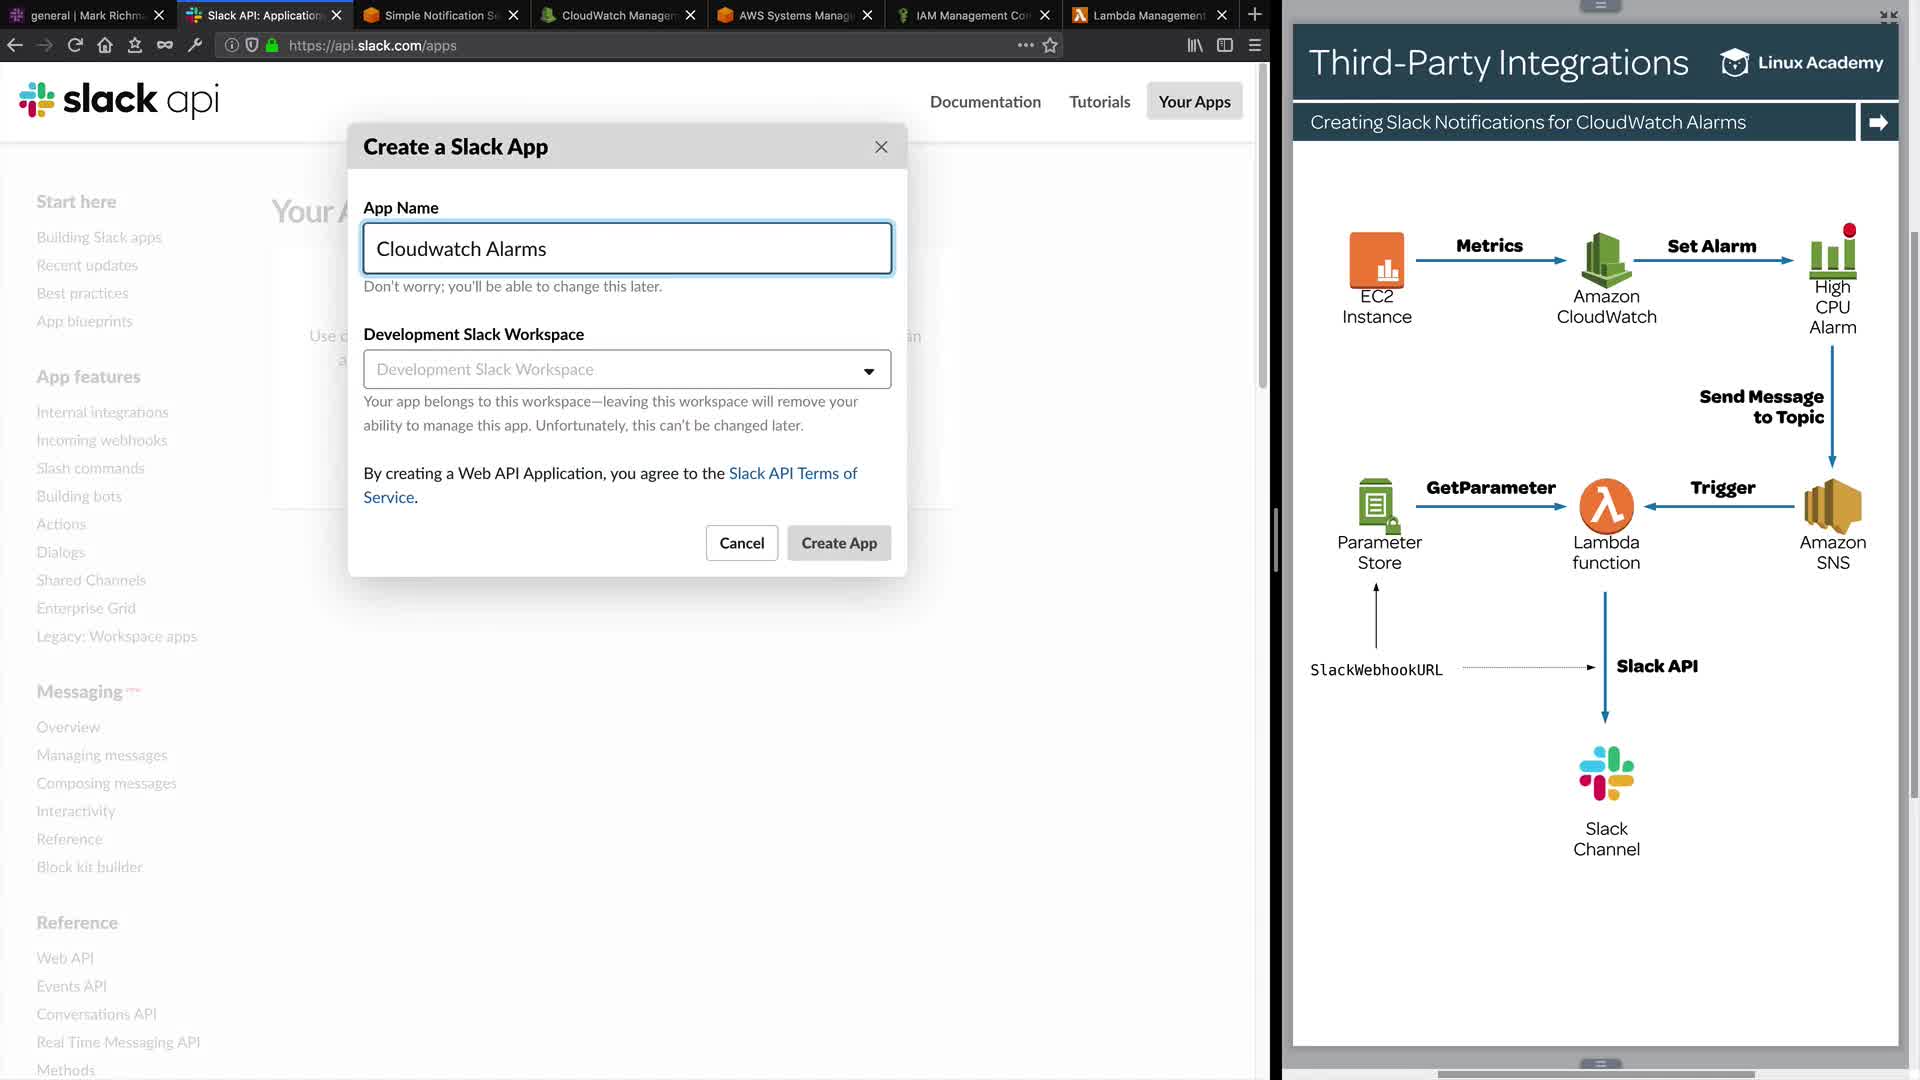 general | Mark Richm
Slack API: Application
Simple Notification Se
CloudWatch Managem
AWS Systems Manag
IAM Management Con
Lambda Management
https://api.slack.com/apps
slack api
Documentation
Tutorials
Your Apps
Create a Slack App
App Name
Cloudwatch Alarms
Don't worry; you'll be able to change this later.
Development Slack Workspace
Development Slack Workspace
Your app belongs to this workspace—leaving this workspace will remove your
ability to manage this app. Unfortunately, this can't be changed later.
By creating a Web API Application, you agree to the Slack API Terms of
Service.
Cancel
Create App
Your A
Use c
Start here
Building Slack apps
Recent updates
Best practices
App blueprints
App features
Internal integrations
Incoming webhooks
Slash commands
Building bots
Actions
Dialogs
Shared Channels
Enterprise Grid
Legacy: Workspace apps
Messaging
Overview
Managing messages
Composing messages
Interactivity
Reference
Block kit builder
Reference
Web API
Events API
Conversations API
Real Time Messaging API
Methods
Third-Party Integrations
Linux Academy
Creating Slack Notifications for CloudWatch Alarms
Metrics
Set Alarm
EC2
Instance
Amazon
CloudWatch
High
CPU
Alarm
Send Message
to Topic
GetParameter
Trigger
Parameter
Store
Lambda
function
Amazon
SNS
SlackWebhookURL
Slack API
Slack
Channel